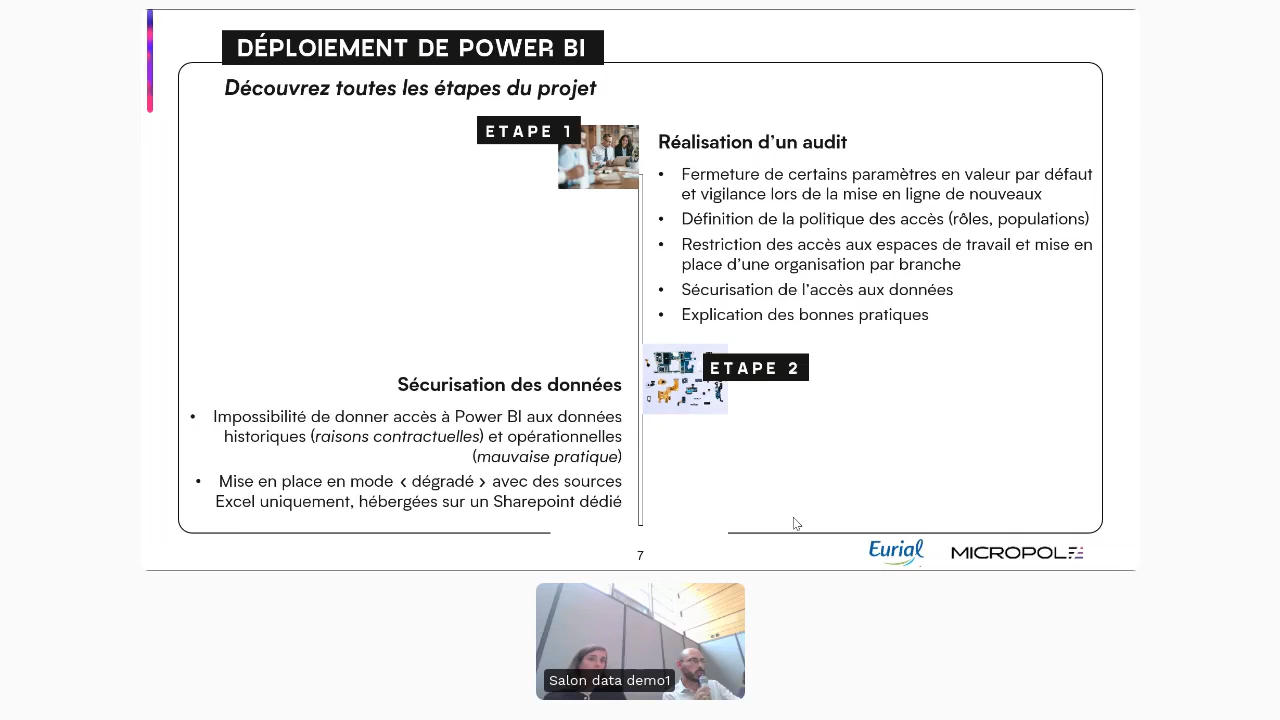 DÉPLOIEMENT DE POWER BI
Découvrez toutes les étapes du projet
ETAPE 1
Réalisation d'un audit
• Fermeture de certains paramètres en valeur par défaut
et vigilance lors de la mise en ligne de nouveaux
• Définition de la politique des accès (rôles, populations)
• Restriction des accès aux espaces de travail et mise en
place d'une organisation par branche
• Sécurisation de l'accès aux données
• Explication des bonnes pratiques
ETAPE 2
Sécurisation des données
• Impossibilité de donner accès à Power BI aux données
historiques (raisons contractuelles) et opérationnelles
(mauvaise pratique)
• Mise en place en mode ‹ dégradé › avec des sources
Excel uniquement, hébergées sur un Sharepoint dédié
7
Eurial
MICROPOLE
Salon data demo1